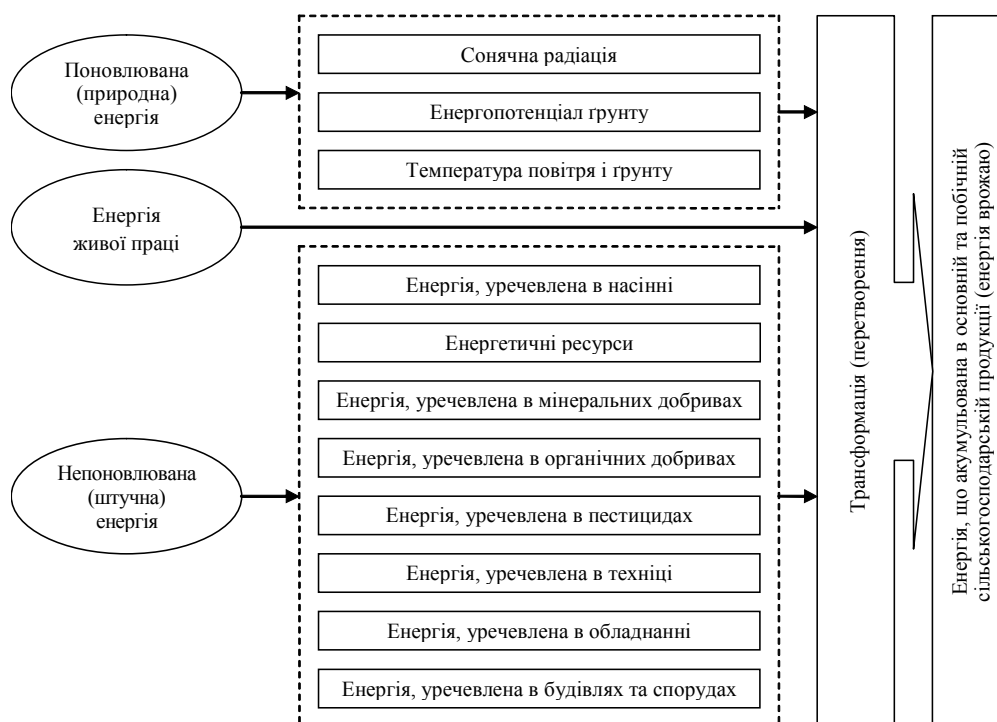 Поновлювана
(природна)
енергія
Сонячна радіація
Енергопотенціал ґрунту
Температура повітря і ґрунту
Енергія
живої праці
Енергія, уречевлена в насінні
Енергетичні ресурси
Енергія, уречевлена в мінеральних добривах
Енергія, уречевлена в органічних добривах
Енергія, уречевлена в пестицидах
Енергія, уречевлена в техніці
Енергія, уречевлена в обладнанні
Енергія, уречевлена в будівлях та спорудах
Непоновлювана
(штучна)
енергія
Трансформація (перетворення)
Енергія, що акумульована в основній та побічній
сільськогосподарській продукції (енергія врожаю)